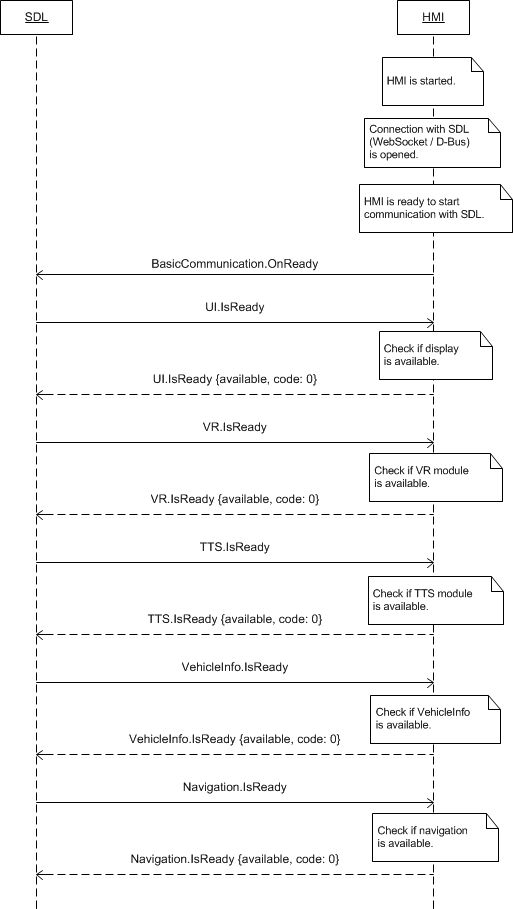 SDL
HMI
HMI is started.
Connection with SDL
(WebSocket / D-Bus)
is opened.
HMI is ready to start
communication with SDL.
BasicCommunication.OnReady
UI.IsReady
Check if display
is available.
UI.IsReady {available, code: 0}
VR.IsReady
Check if VR module
is available.
VR.IsReady {available, code: 0}
TTS.IsReady
Check if TTS module
is available.
TTS.IsReady {available, code: 0}
VehicleInfo.IsReady
Check if VehicleInfo
is available.
VehicleInfo.IsReady {available, code: 0}
Navigation.IsReady
Check if navigation
is available.
Navigation.IsReady {available, code: 0}